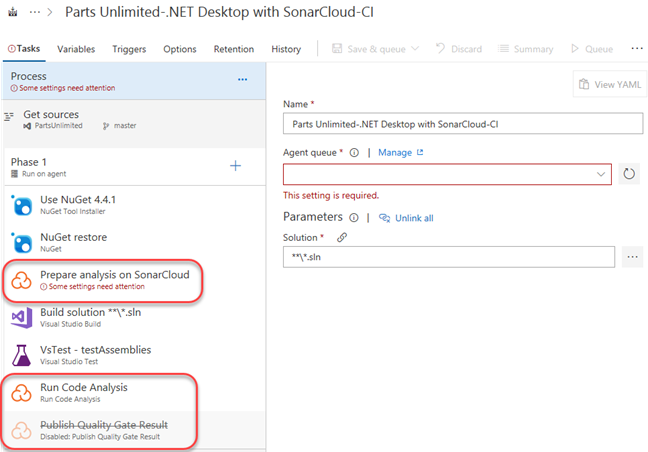 ··· > Parts Unlimited-.NET Desktop with SonarCloud-CI
Tasks Variables Triggers Options Retention History Save & queue Discard Summary Queue ···
Process ···
Some settings need attention
View YAML
Get sources
PartsUnlimited master
Name *
Parts Unlimited-.NET Desktop with SonarCloud-CI
Phase 1
Run on agent
Agent queue * | Manage
This setting is required.
Use NuGet 4.4.1
NuGet Tool Installer
Parameters | Unlink all
NuGet restore
NuGet
Solution *
**\*.sln ···
Prepare analysis on SonarCloud
Some settings need attention
Build solution **\*.sln
Visual Studio Build
VsTest - testAssemblies
Visual Studio Test
Run Code Analysis
Run Code Analysis
Publish Quality Gate Result
Disabled: Publish Quality Gate Result